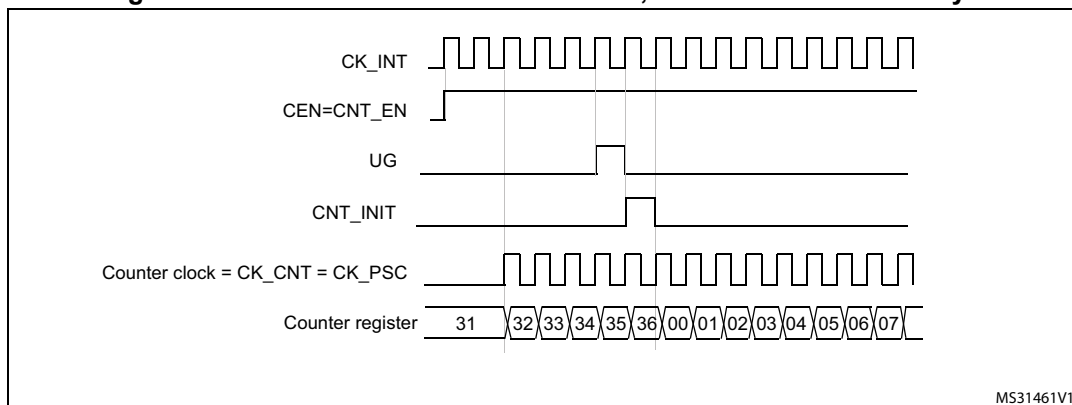 CK_INT
CEN=CNT_EN
UG
CNT_INIT
Counter clock = CK_CNT = CK_PSC
Counter register 31 32 33 34 35 36 00 01 02 03 04 05 06 07
MS31461V1